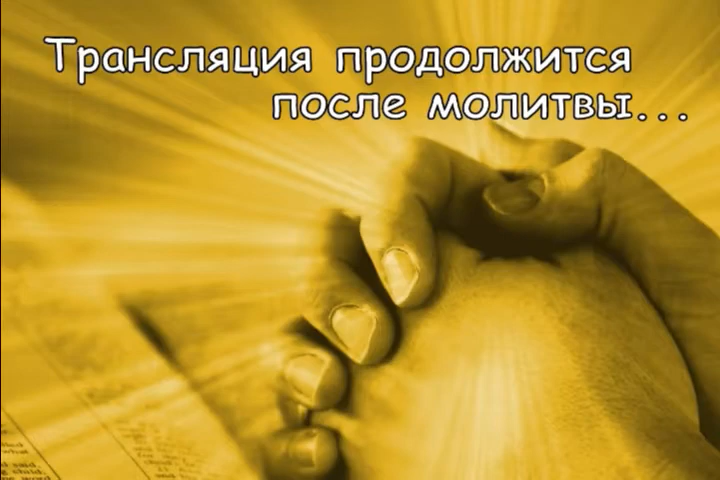 Трансляция продолжится
после молитвы...